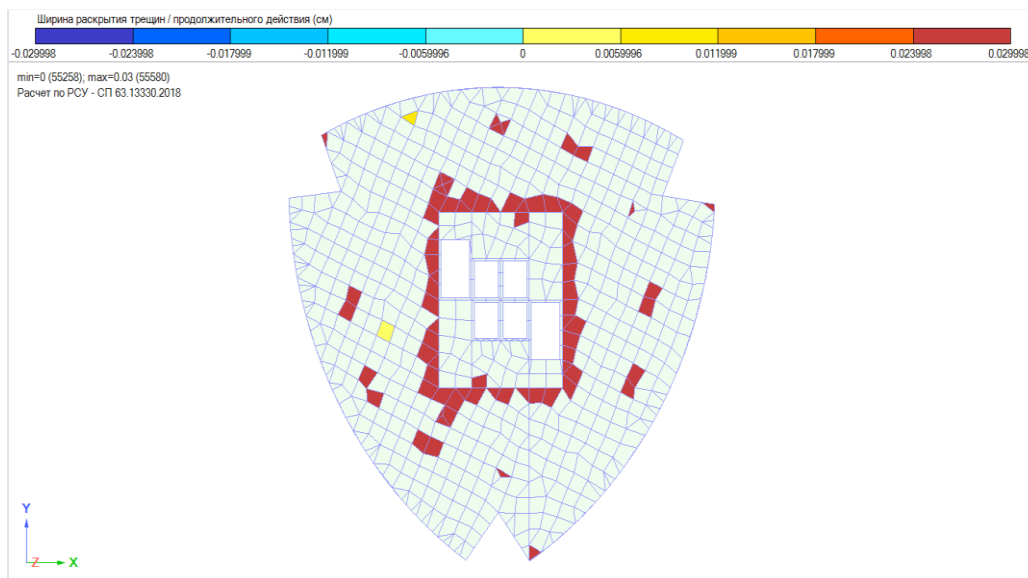 Ширина раскрытия трещин / продолжительного действия (см)
-0.029998 -0.023998 -0.017999 -0.011999 -0.0059996 0 0.0059996 0.011999 0.017999 0.023998 0.029998
min=0 (55258); max=0.03 (55580)
Расчет по РСУ - СП 63.13330.2018
Y
Z X